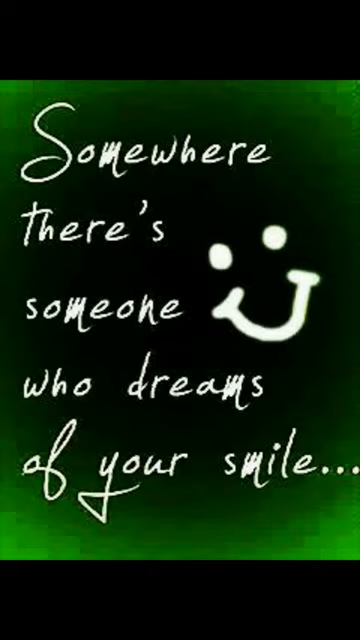 Somewhere
there's
someone
who dreams
of your smile...